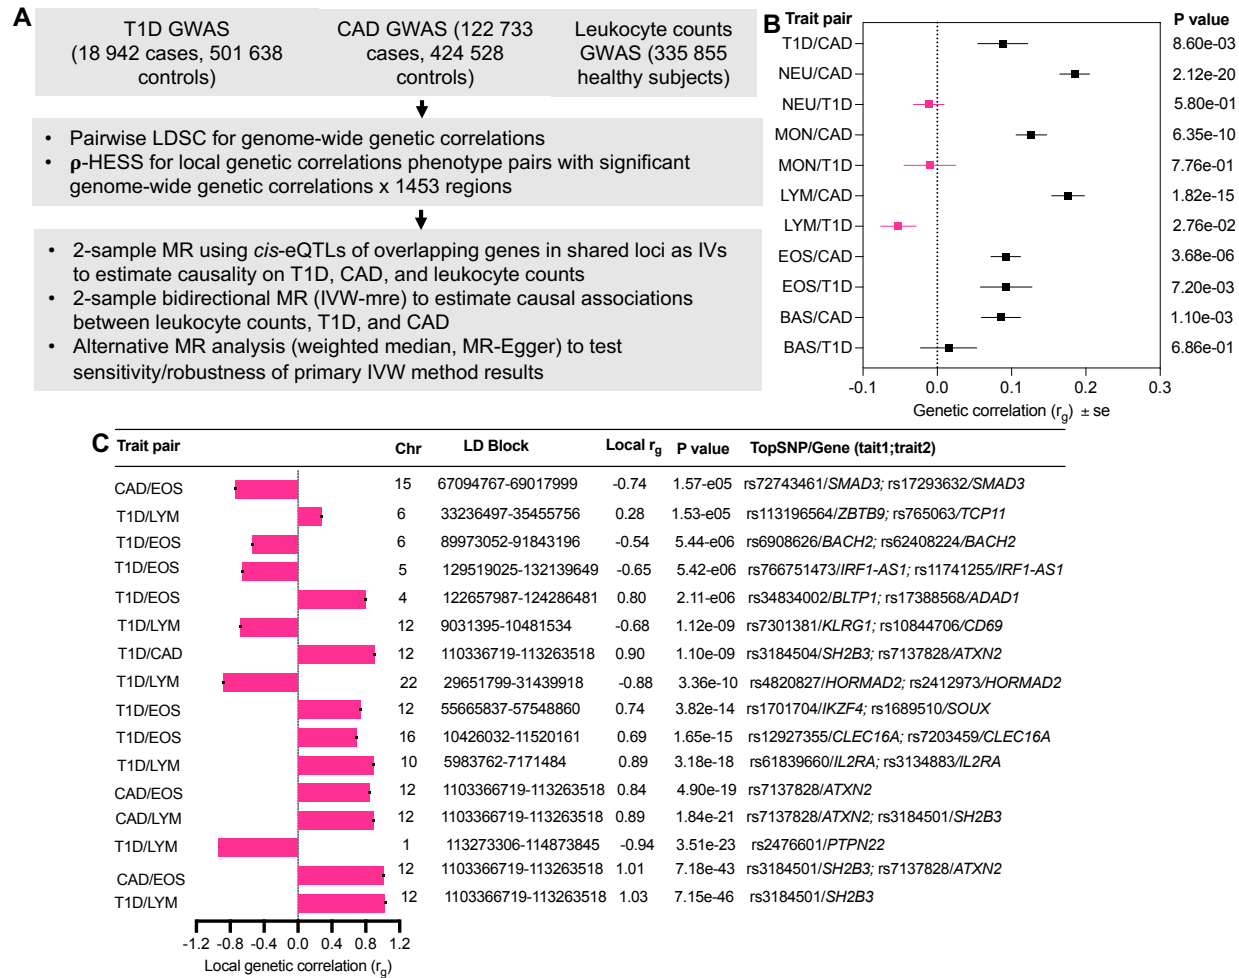 A
T1D GWAS
(18 942 cases, 501 638
controls)
CAD GWAS (122 733
cases, 424 528
controls)
Leukocyte counts
GWAS (335 855
healthy subjects)
• Pairwise LDSC for genome-wide genetic correlations
• ρ-HESS for local genetic correlations phenotype pairs with significant
genome-wide genetic correlations x 1453 regions
• 2-sample MR using cis-eQTLs of overlapping genes in shared loci as IVs
to estimate causality on T1D, CAD, and leukocyte counts
• 2-sample bidirectional MR (IVW-mre) to estimate causal associations
between leukocyte counts, T1D, and CAD
• Alternative MR analysis (weighted median, MR-Egger) to test
sensitivity/robustness of primary IVW method results
B
Trait pair P value
T1D/CAD 8.60e-03
NEU/CAD 2.12e-20
NEU/T1D 5.80e-01
MON/CAD 6.35e-10
MON/T1D 7.76e-01
LYM/CAD 1.82e-15
LYM/T1D 2.76e-02
EOS/CAD 3.68e-06
EOS/T1D 7.20e-03
BAS/CAD 1.10e-03
BAS/T1D 6.86e-01
-0.1 0.0 0.1 0.2 0.3
Genetic correlation (rg) ± se
C
Trait pair Chr LD Block Local rg P value TopSNP/Gene (tait1;trait2)
CAD/EOS 15 67094767-69017999 -0.74 1.57-e05 rs72743461/SMAD3; rs17293632/SMAD3
T1D/LYM 6 33236497-35455756 0.28 1.53-e05 rs113196564/ZBTB9; rs765063/TCP11
T1D/EOS 6 89973052-91843196 -0.54 5.44-e06 rs6908626/BACH2; rs62408224/BACH2
T1D/EOS 5 129519025-132139649 -0.65 5.42-e06 rs766751473/IRF1-AS1; rs11741255/IRF1-AS1
T1D/EOS 4 122657987-124286481 0.80 2.11-e06 rs34834002/BLTP1; rs17388568/ADAD1
T1D/LYM 12 9031395-10481534 -0.68 1.12e-09 rs7301381/KLRG1; rs10844706/CD69
T1D/CAD 12 110336719-113263518 0.90 1.10e-09 rs3184504/SH2B3; rs7137828/ATXN2
T1D/LYM 22 29651799-31439918 -0.88 3.36e-10 rs4820827/HORMAD2; rs2412973/HORMAD2
T1D/EOS 12 55665837-57548860 0.74 3.82e-14 rs1701704/IKZF4; rs1689510/SOUX
T1D/EOS 16 10426032-11520161 0.69 1.65e-15 rs12927355/CLEC16A; rs7203459/CLEC16A
T1D/LYM 10 5983762-7171484 0.89 3.18e-18 rs61839660/IL2RA; rs3134883/IL2RA
CAD/EOS 12 1103366719-113263518 0.84 4.90e-19 rs7137828/ATXN2
CAD/LYM 12 1103366719-113263518 0.89 1.84e-21 rs7137828/ATXN2; rs3184501/SH2B3
T1D/LYM 1 113273306-114873845 -0.94 3.51e-23 rs2476601/PTPN22
CAD/EOS 12 1103366719-113263518 1.01 7.18e-43 rs3184501/SH2B3; rs7137828/ATXN2
T1D/LYM 12 1103366719-113263518 1.03 7.15e-46 rs3184501/SH2B3
-1.2 -0.8 -0.4 0.0 0.4 0.8 1.2
Local genetic correlation (rg)